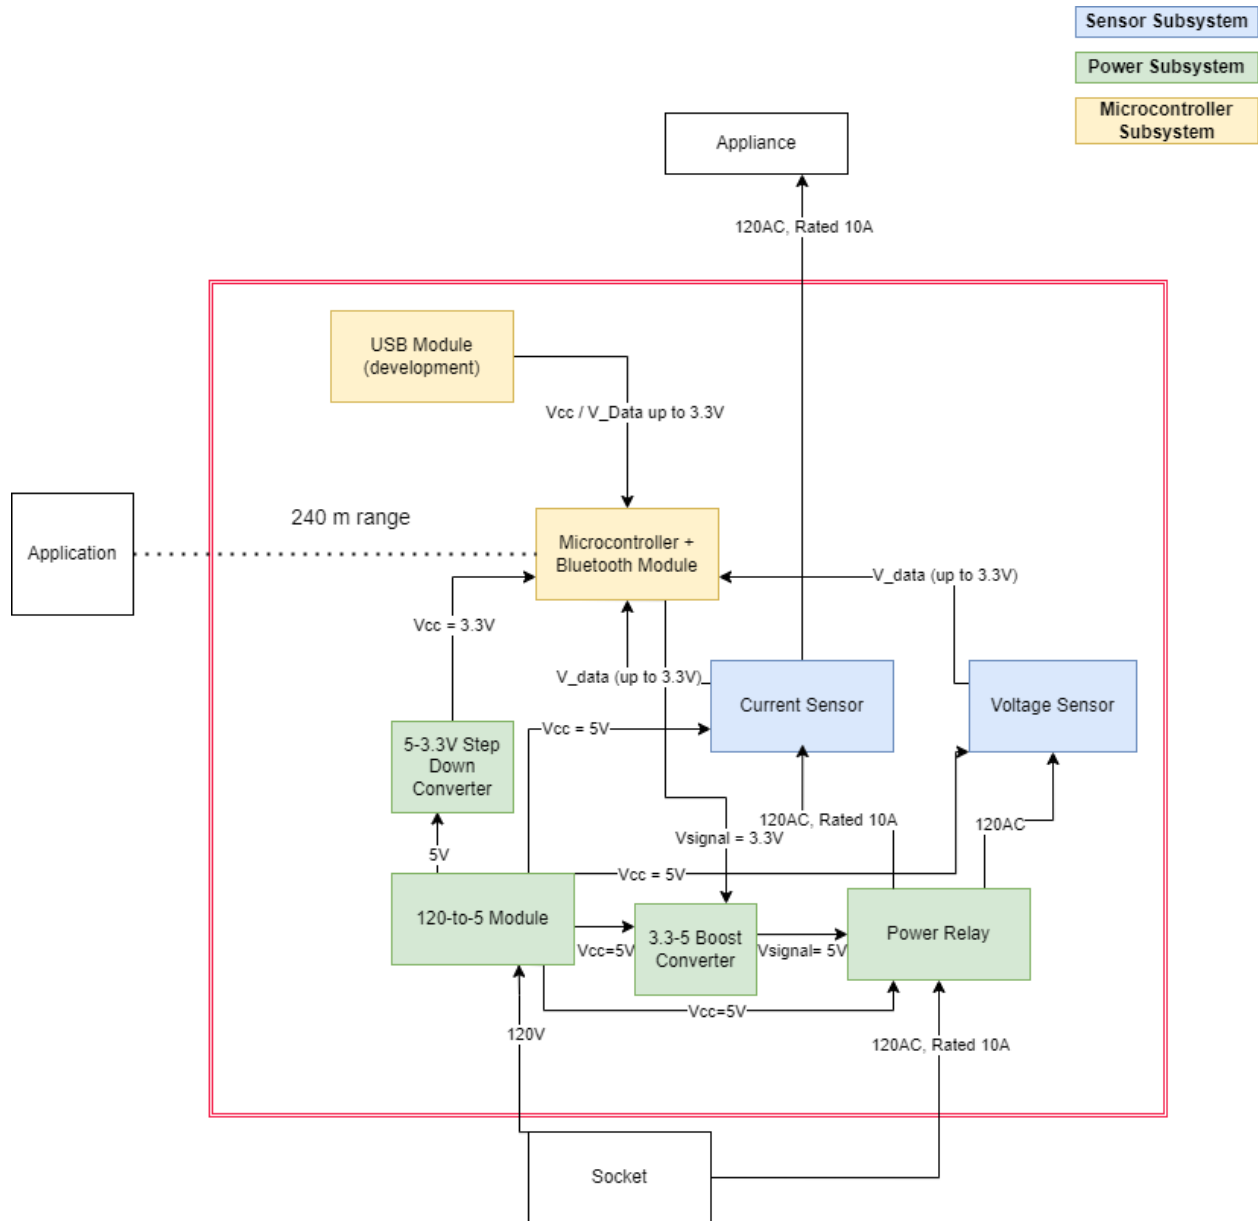 Sensor Subsystem
Power Subsystem
Microcontroller
Subsystem
Appliance
120AC, Rated 10A
USB Module
(development)
Vcc / V_Data up to 3.3V
240 m range
Application
Microcontroller +
Bluetooth Module
V_data (up to 3.3V)
Vcc = 3.3V
V_data (up to 3.3V)
Current Sensor
Voltage Sensor
Vcc = 5V
5-3.3V Step
Down
Converter
120AC, Rated 10A
120AC
Vsignal = 3.3V
5V
Vcc = 5V
120-to-5 Module
3.3-5 Boost
Converter
Power Relay
Vcc=5V
Vsignal= 5V
Vcc=5V
120V
120AC, Rated 10A
Socket